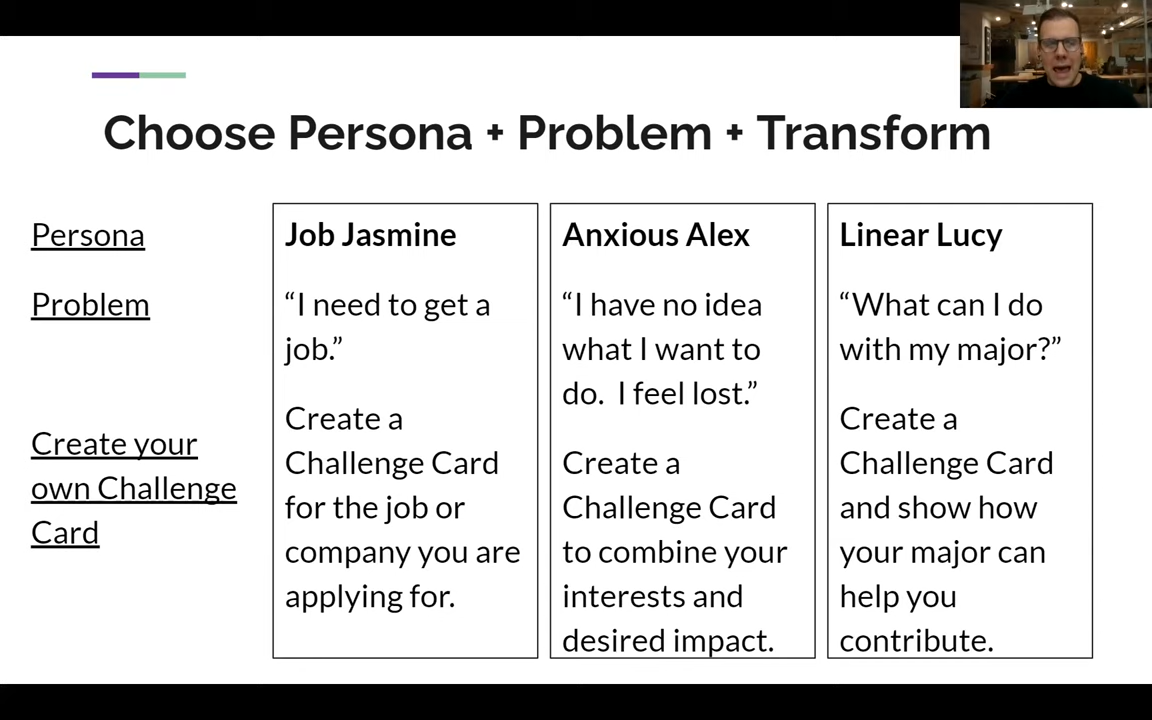 Choose Persona + Problem + Transform
Persona
Problem
Create your
own Challenge
Card
Job Jasmine
“I need to get a
job.”
Create a
Challenge Card
for the job or
company you are
applying for.
Anxious Alex
“I have no idea
what I want to
do.  I feel lost.”
Create a
Challenge Card
to combine your
interests and
desired impact.
Linear Lucy
“What can I do
with my major?”
Create a
Challenge Card
and show how
your major can
help you
contribute.